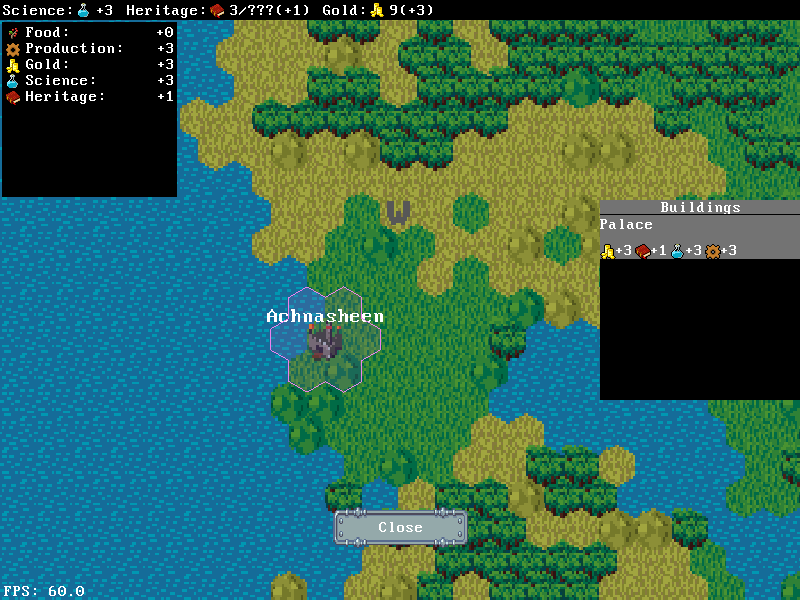 Science: +3 Heritage: 3/???(+1) Gold: 9(+3)
Food: +0
Production: +3
Gold: +3
Science: +3
Heritage: +1
W
Buildings
Palace
+3 +1 +3 +3
Achnasheen
Close
FPS: 60.0